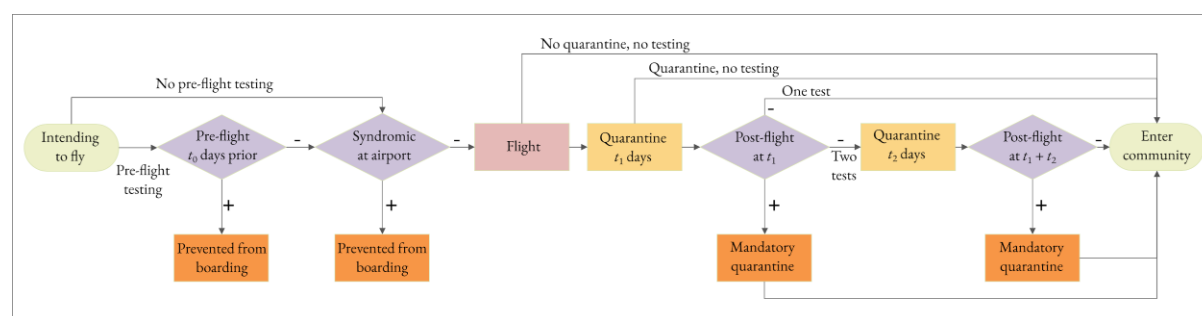 No quarantine, no testing
Quarantine, no testing
No pre-flight testing
One test
Intending
to fly
Pre-flight
t₀ days prior
-
Syndromic
at airport
-
Flight
Quarantine
t₁ days
-
Post-flight
at t₁
-
Quarantine
t₂ days
Post-flight
at t₁ + t₂
-
Enter
community
Pre-flight
testing
Two
tests
+
+
+
+
Prevented from
boarding
Prevented from
boarding
Mandatory
quarantine
Mandatory
quarantine